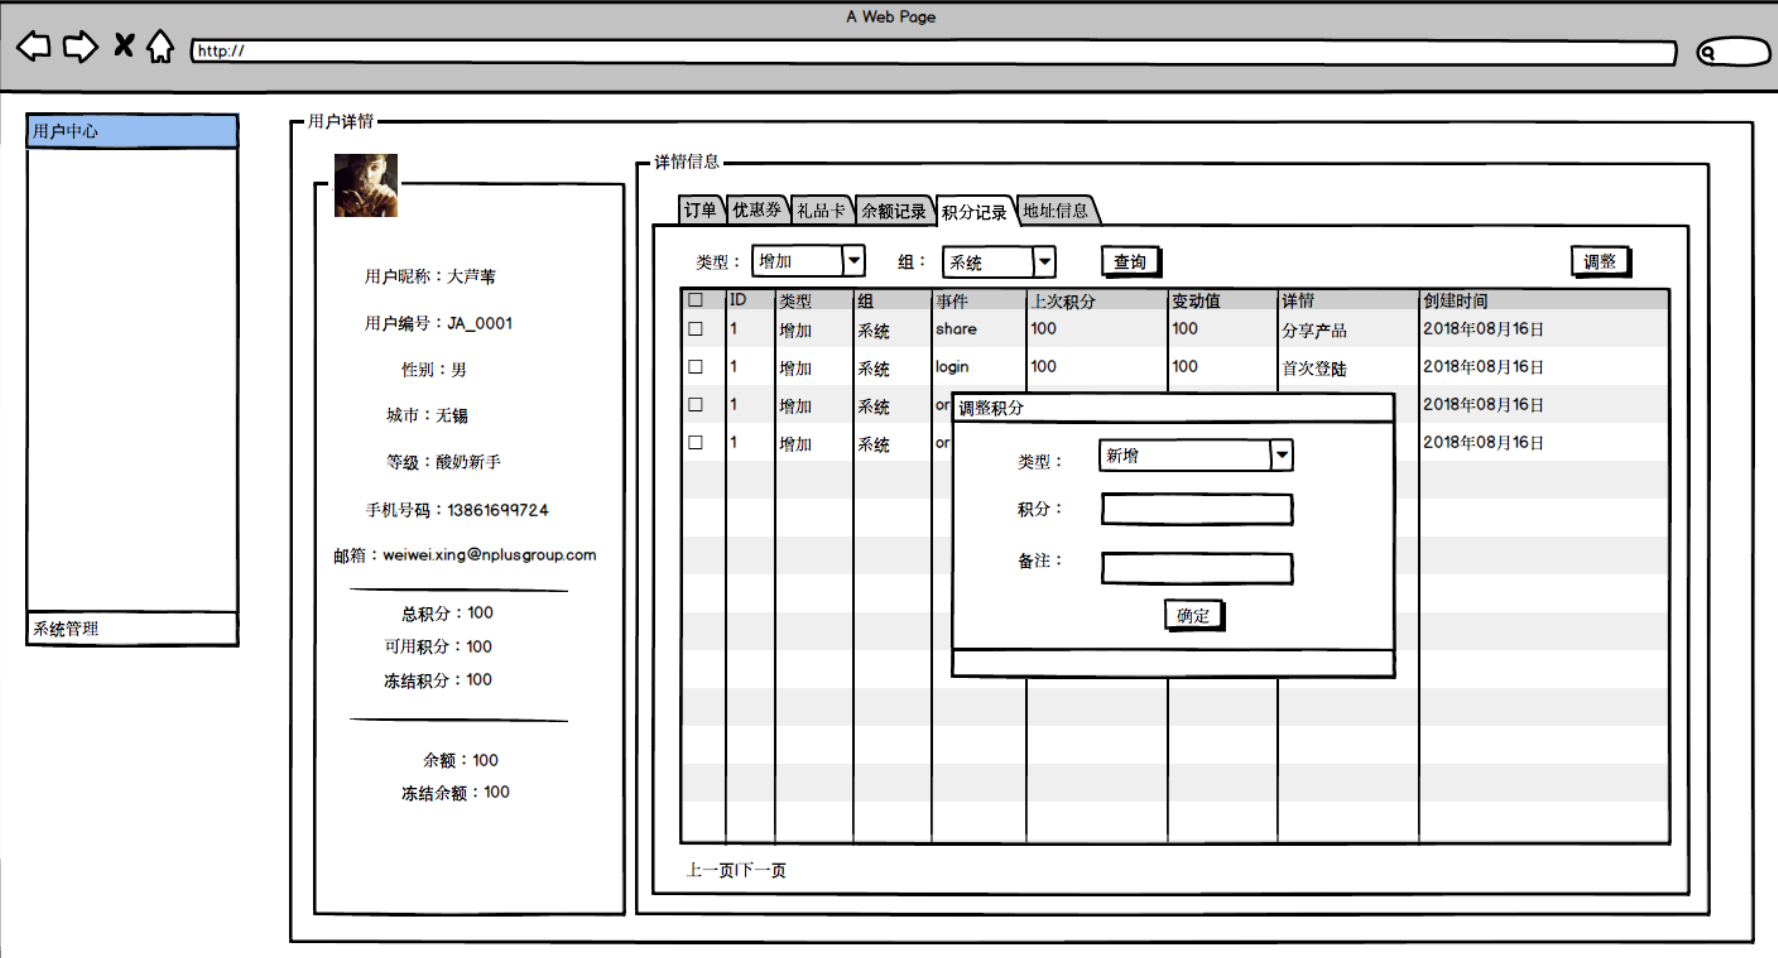 A Web Page
http://
用户中心
系统管理
用户详情
用户昵称：大芦苇
用户编号：JA_0001
性别：男
城市：无锡
等级：酸奶新手
手机号码：13861699724
邮箱：weiwei.xing@nplusgroup.com
总积分：100
可用积分：100
冻结积分：100
余额：100
冻结余额：100
详情信息
订单 优惠券 礼品卡 余额记录 积分记录 地址信息
类型： 增加 组： 系统 查询 调整
ID 类型 组 事件 上次积分 变动值 详情 创建时间
1 增加 系统 share 100 100 分享产品 2018年08月16日
1 增加 系统 login 100 100 首次登陆 2018年08月16日
1 增加 系统 or 2018年08月16日
1 增加 系统 or 2018年08月16日
调整积分
类型： 新增
积分：
备注：
确定
上一页|下一页